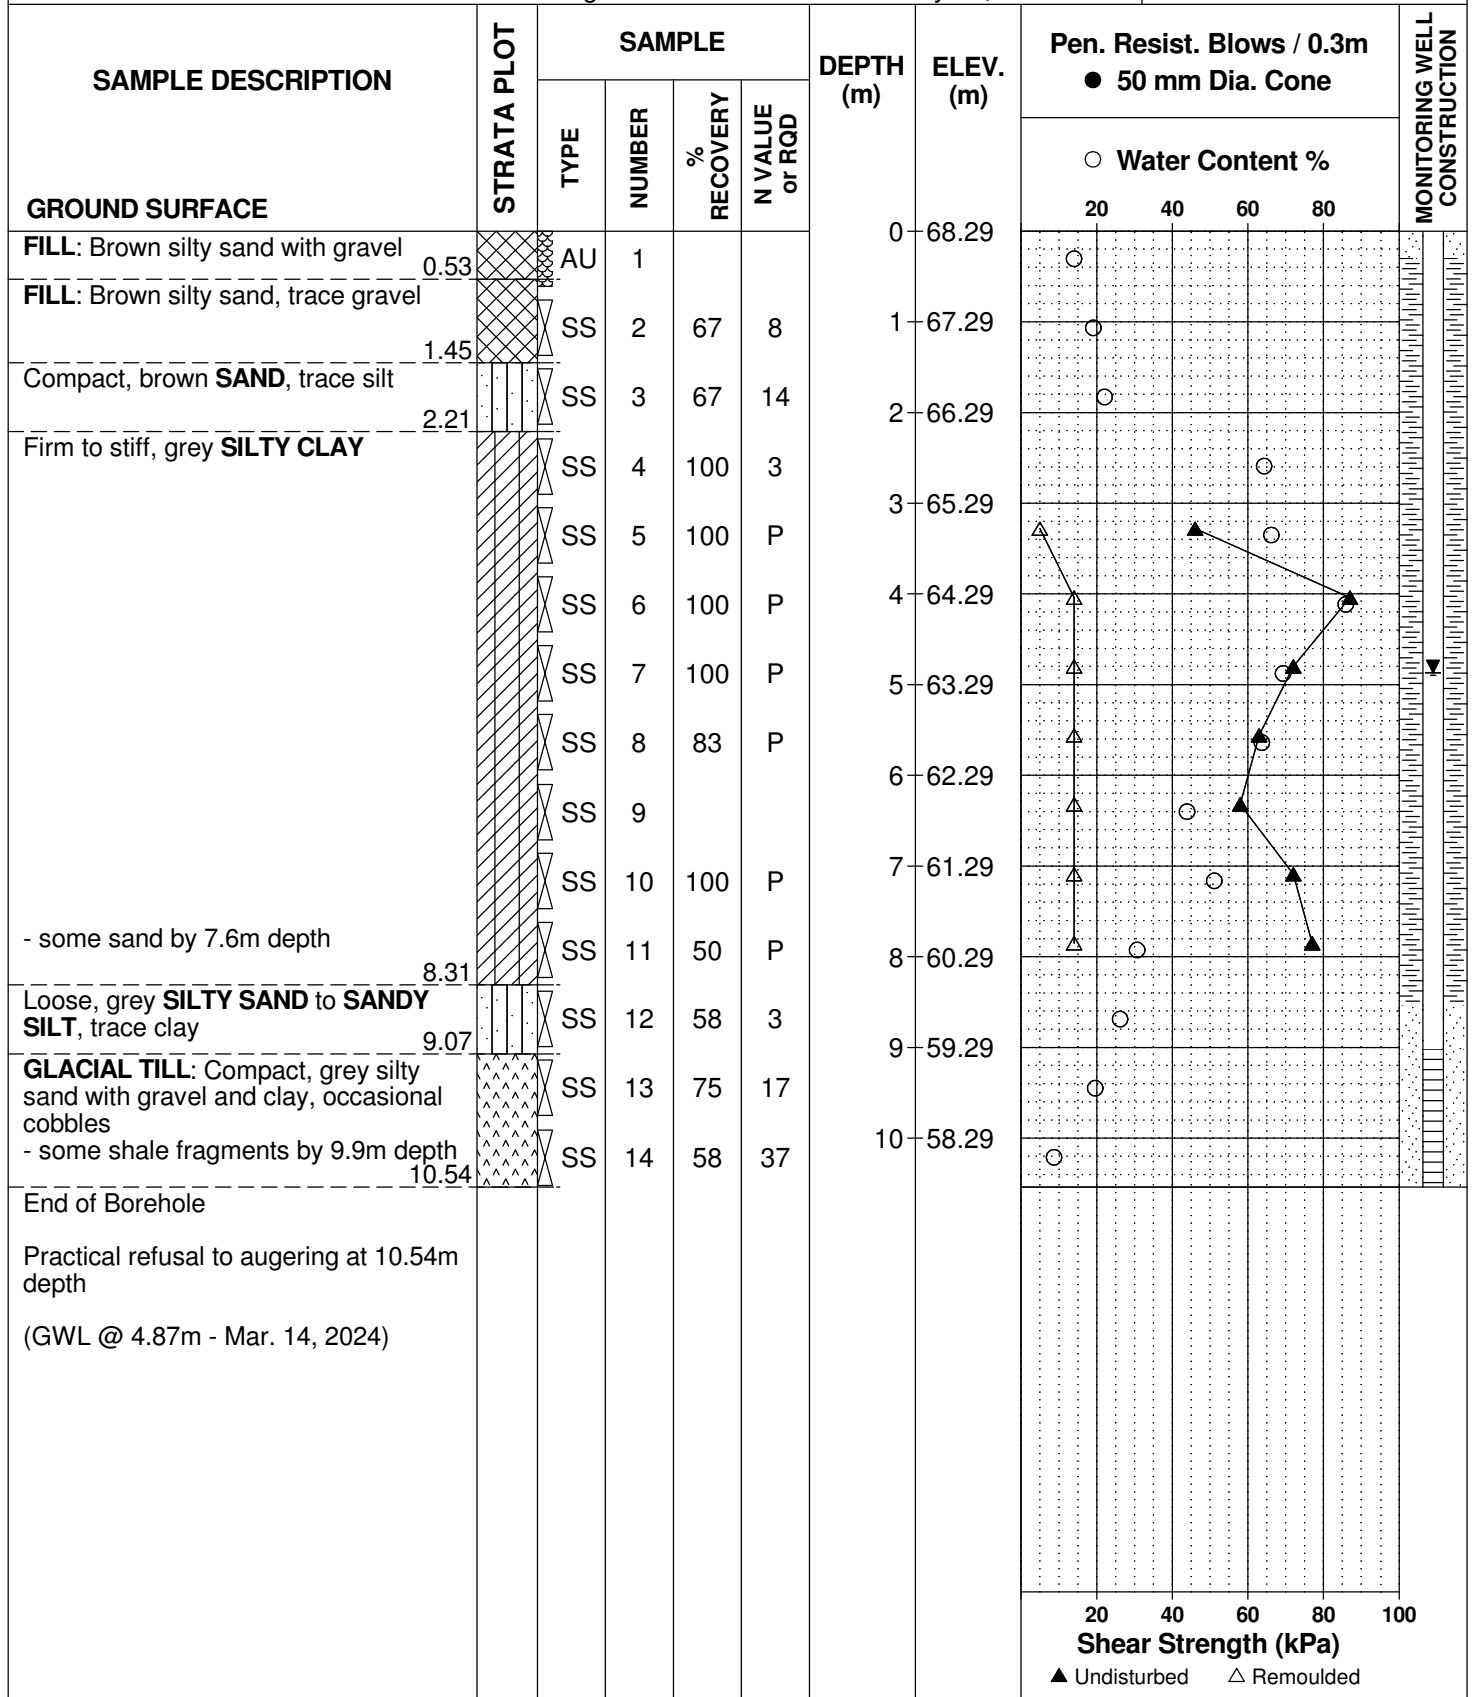 SAMPLE DESCRIPTION
GROUND SURFACE
STRATA PLOT
SAMPLE
TYPE
NUMBER
%
RECOVERY
N VALUE
or RQD
DEPTH
(m)
ELEV.
(m)
Pen. Resist. Blows / 0.3m
● 50 mm Dia. Cone
○ Water Content %
20 40 60 80
MONITORING WELL
CONSTRUCTION
0 68.29
FILL: Brown silty sand with gravel
0.53
AU 1
FILL: Brown silty sand, trace gravel
1.45
SS 2 67 8
1 67.29
Compact, brown SAND, trace silt
2.21
SS 3 67 14
2 66.29
Firm to stiff, grey SILTY CLAY
SS 4 100 3
3 65.29
SS 5 100 P
SS 6 100 P
4 64.29
SS 7 100 P
5 63.29
SS 8 83 P
6 62.29
SS 9
7 61.29
SS 10 100 P
- some sand by 7.6m depth
8.31
SS 11 50 P
8 60.29
Loose, grey SILTY SAND to SANDY
SILT, trace clay
9.07
SS 12 58 3
9 59.29
GLACIAL TILL: Compact, grey silty
sand with gravel and clay, occasional
cobbles
SS 13 75 17
- some shale fragments by 9.9m depth
10.54
10 58.29
SS 14 58 37
End of Borehole
Practical refusal to augering at 10.54m
depth
(GWL @ 4.87m - Mar. 14, 2024)
20 40 60 80 100
Shear Strength (kPa)
▲ Undisturbed △ Remoulded